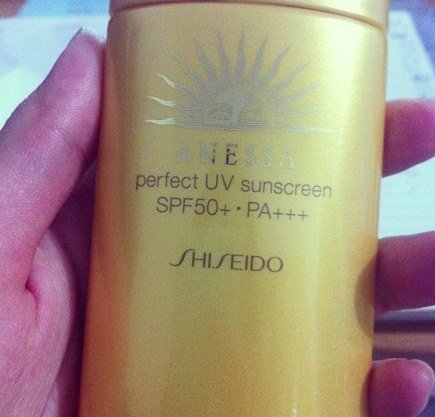 ANESSA
perfect UV sunscreen
SPF50+・PA+++
SHISEIDO